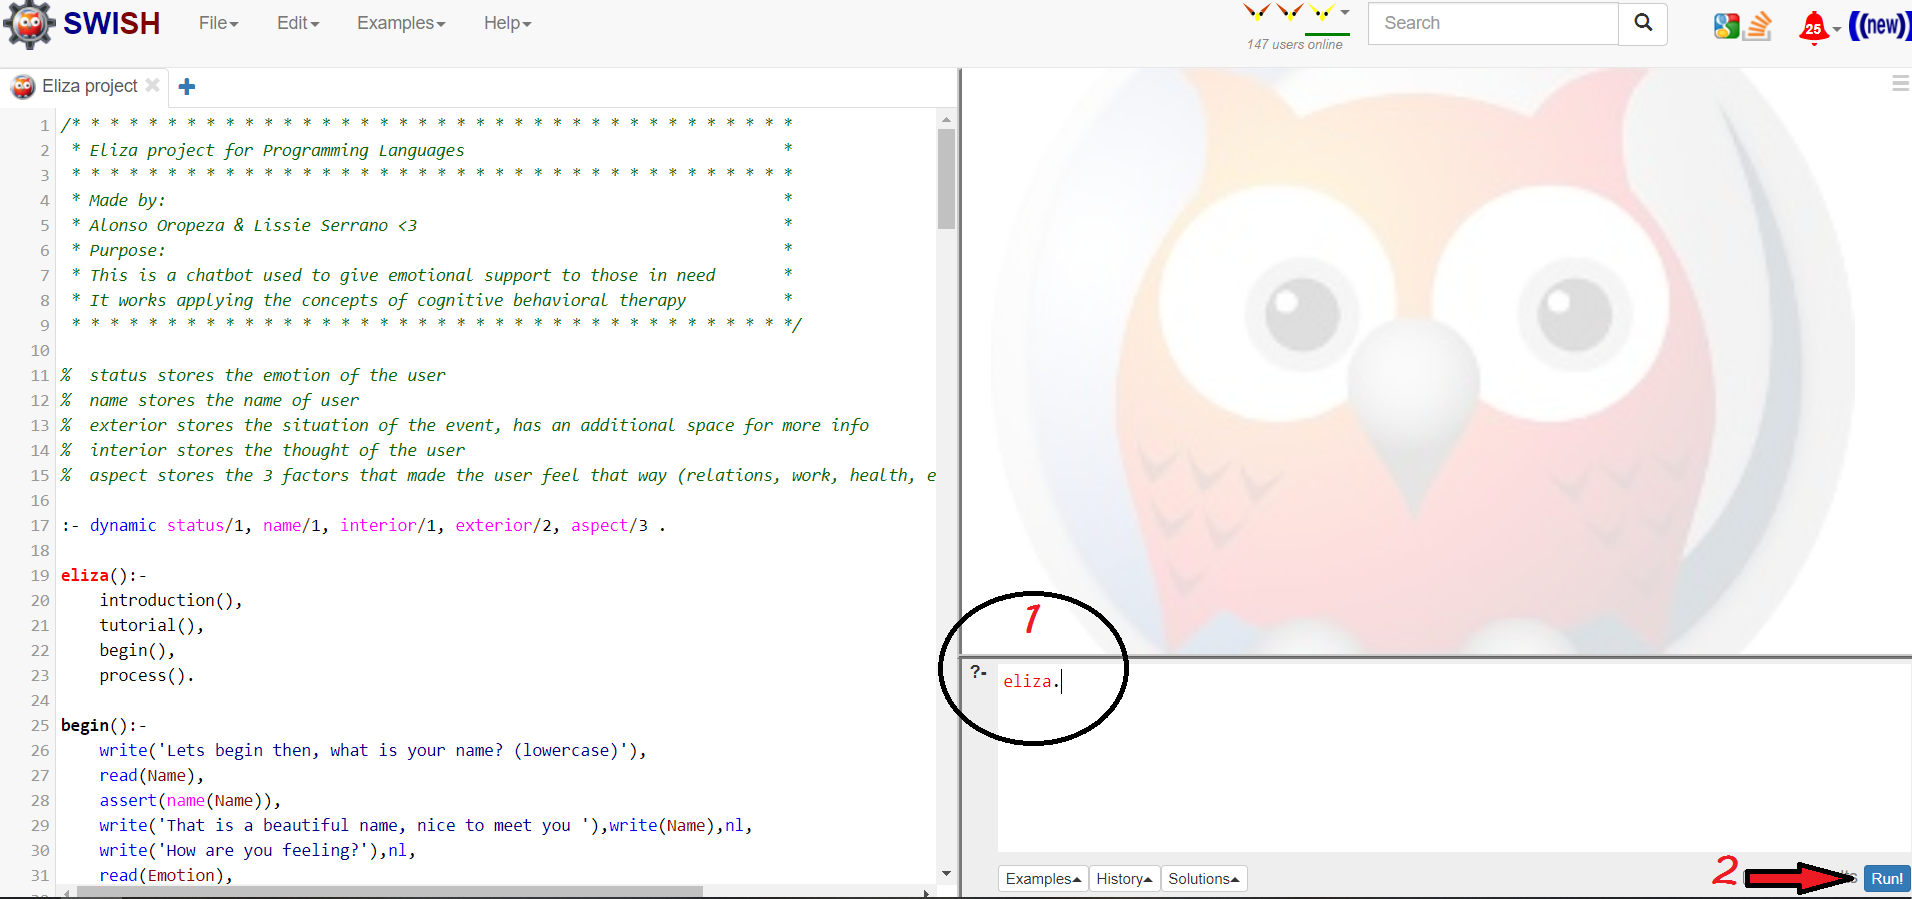 SWISH File Edit Examples Help 147 users online Search 25 ((new))
Eliza project
1 /* * * * * * * * * * * * * * * * * * * * * * * * * * * * * * * * * * * * * *
2 * Eliza project for Programming Languages *
3 * * * * * * * * * * * * * * * * * * * * * * * * * * * * * * * * * * * * * *
4 * Made by: *
5 * Alonso Oropeza & Lissie Serrano <3 *
6 * Purpose: *
7 * This is a chatbot used to give emotional support to those in need *
8 * It works applying the concepts of cognitive behavioral therapy *
9 * * * * * * * * * * * * * * * * * * * * * * * * * * * * * * * * * * * * * */
10
11 % status stores the emotion of the user
12 % name stores the name of user
13 % exterior stores the situation of the event, has an additional space for more info
14 % interior stores the thought of the user
15 % aspect stores the 3 factors that made the user feel that way (relations, work, health, e
16
17 :- dynamic status/1, name/1, interior/1, exterior/2, aspect/3 .
18
19 eliza():-
20 introduction(),
21 tutorial(),
22 begin(),
23 process().
24
25 begin():-
26 write('Lets begin then, what is your name? (lowercase)'),
27 read(Name),
28 assert(name(Name)),
29 write('That is a beautiful name, nice to meet you '),write(Name),nl,
30 write('How are you feeling?'),nl,
31 read(Emotion),
1
?- eliza.
Examples History Solutions 2 Run!